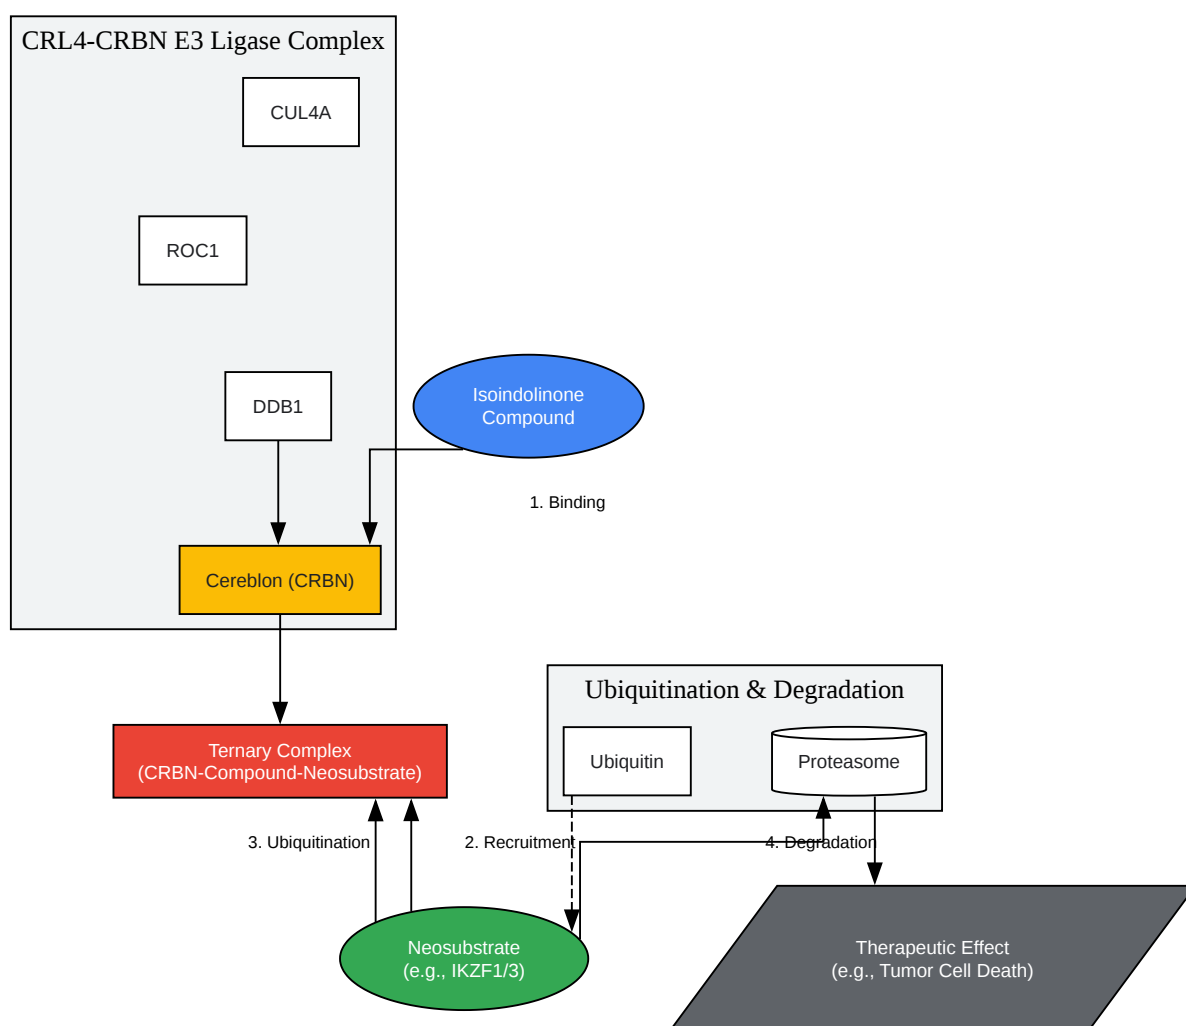 CRL4-CRBN E3 Ligase Complex
CUL4A
ROC1
DDB1
Isoindolinone
Compound
1. Binding
Cereblon (CRBN)
Ubiquitination & Degradation
Ternary Complex
(CRBN-Compound-Neosubstrate)
Ubiquitin
Proteasome
3. Ubiquitination
2. Recruitment
4. Degradation
Neosubstrate
(e.g., IKZF1/3)
Therapeutic Effect
(e.g., Tumor Cell Death)